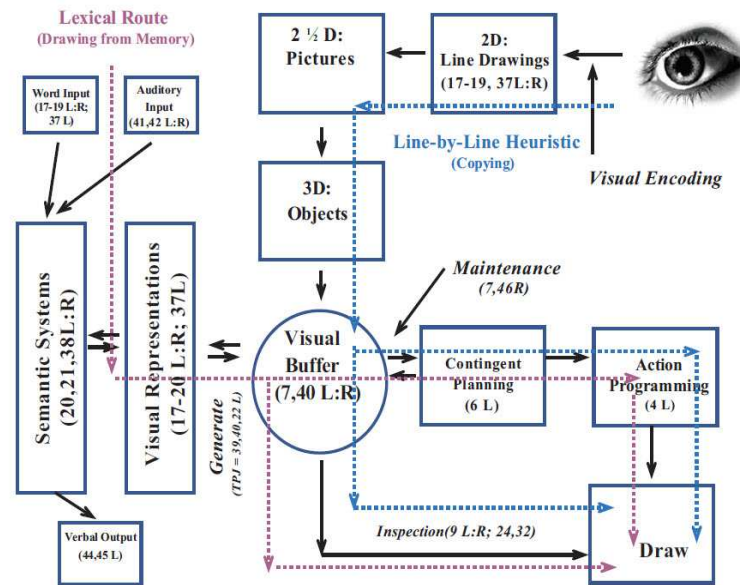 Lexical Route
(Drawing from Memory)
Word Input
(17-19 L:R;
37 L)
Auditory
Input
(41,42 L:R)
2 ½ D:
Pictures
2D:
Line Drawings
(17-19, 37L:R)
Line-by-Line Heuristic
(Copying)
Visual Encoding
3D:
Objects
Semantic Systems
(20,21,38L:R)
Visual Representations
(17-20 L:R; 37L)
Generate
(TPJ = 39,40,22 L)
Visual
Buffer
(7,40 L:R)
Maintenance
(7,46R)
Contingent
Planning
(6 L)
Action
Programming
(4 L)
Verbal Output
(44,45 L)
Inspection(9 L:R; 24,32)
Draw